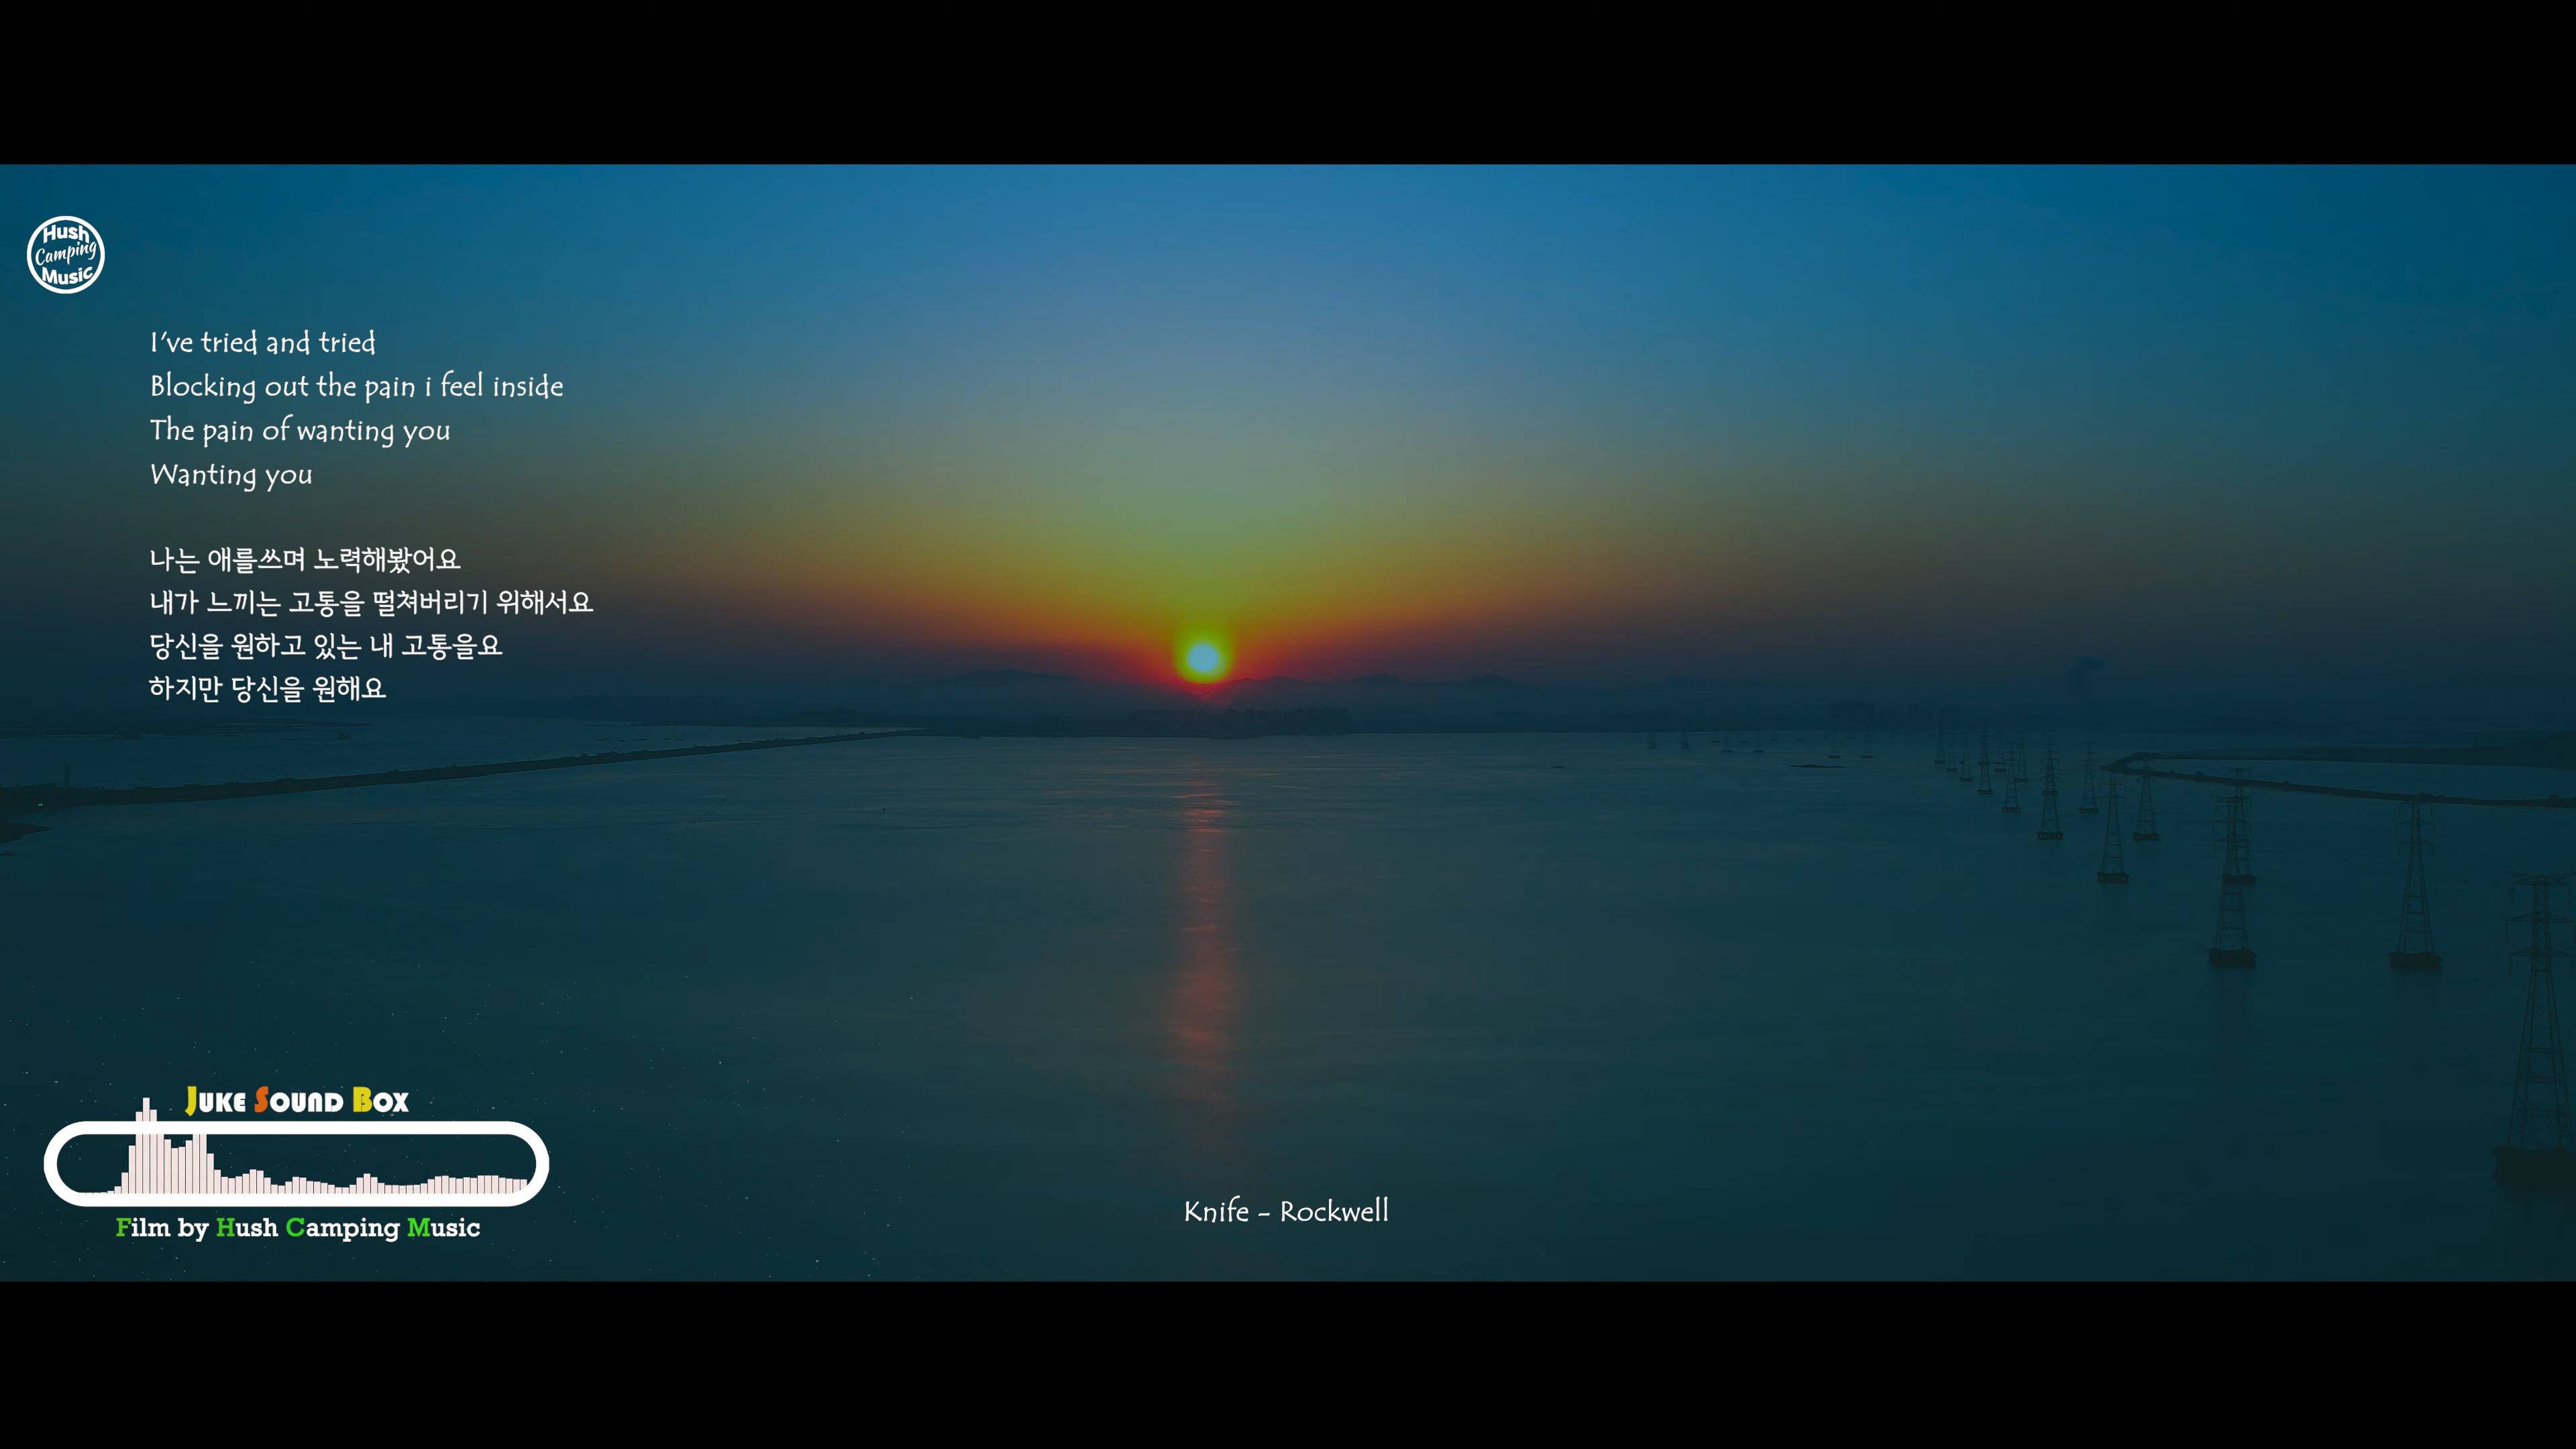 Hush
Camping
Music
I've tried and tried
Blocking out the pain i feel inside
The pain of wanting you
Wanting you
나는 애를쓰며 노력해봤어요
내가 느끼는 고통을 떨쳐버리기 위해서요
당신을 원하고 있는 내 고통을요
하지만 당신을 원해요
JUKE SOUND BOX
Film by Hush Camping Music
Knife - Rockwell